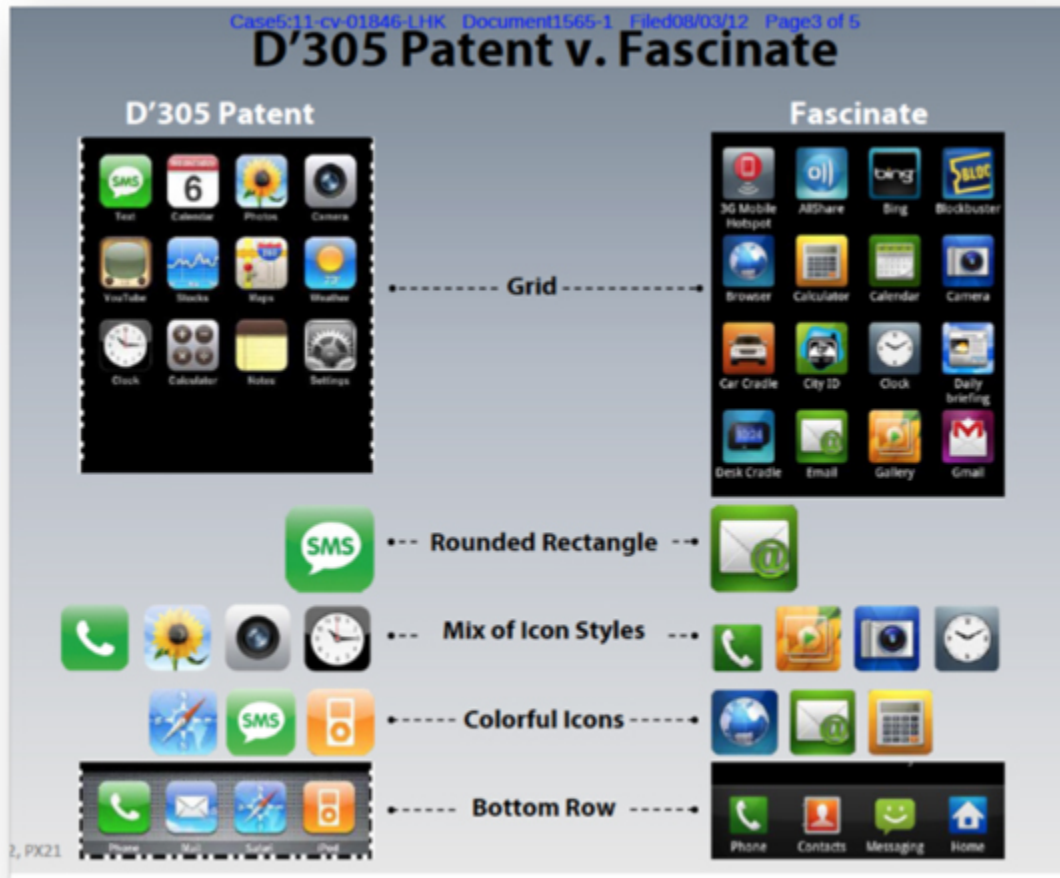 Case5:11-cv-01846-LHK Document1565-1 Filed08/03/12 Page3 of 5
D'305 Patent v. Fascinate
D'305 Patent
Fascinate
SMS
6
Text Calendar Photos Camera
YouTube Stocks Maps Weather
Clock Calculator Notes Settings
bing
BLOC
3G Mobile Hotspot AllShare Bing Blockbuster
Browser Calculator Calendar Camera
Car Cradle City ID Clock Daily briefing
10:24
Desk Cradle Email Gallery Gmail
Grid
SMS
Rounded Rectangle
@
Mix of Icon Styles
SMS
Colorful Icons
@
Phone Mail Safari iPod
Bottom Row
Phone Contacts Messaging Home
2, PX21